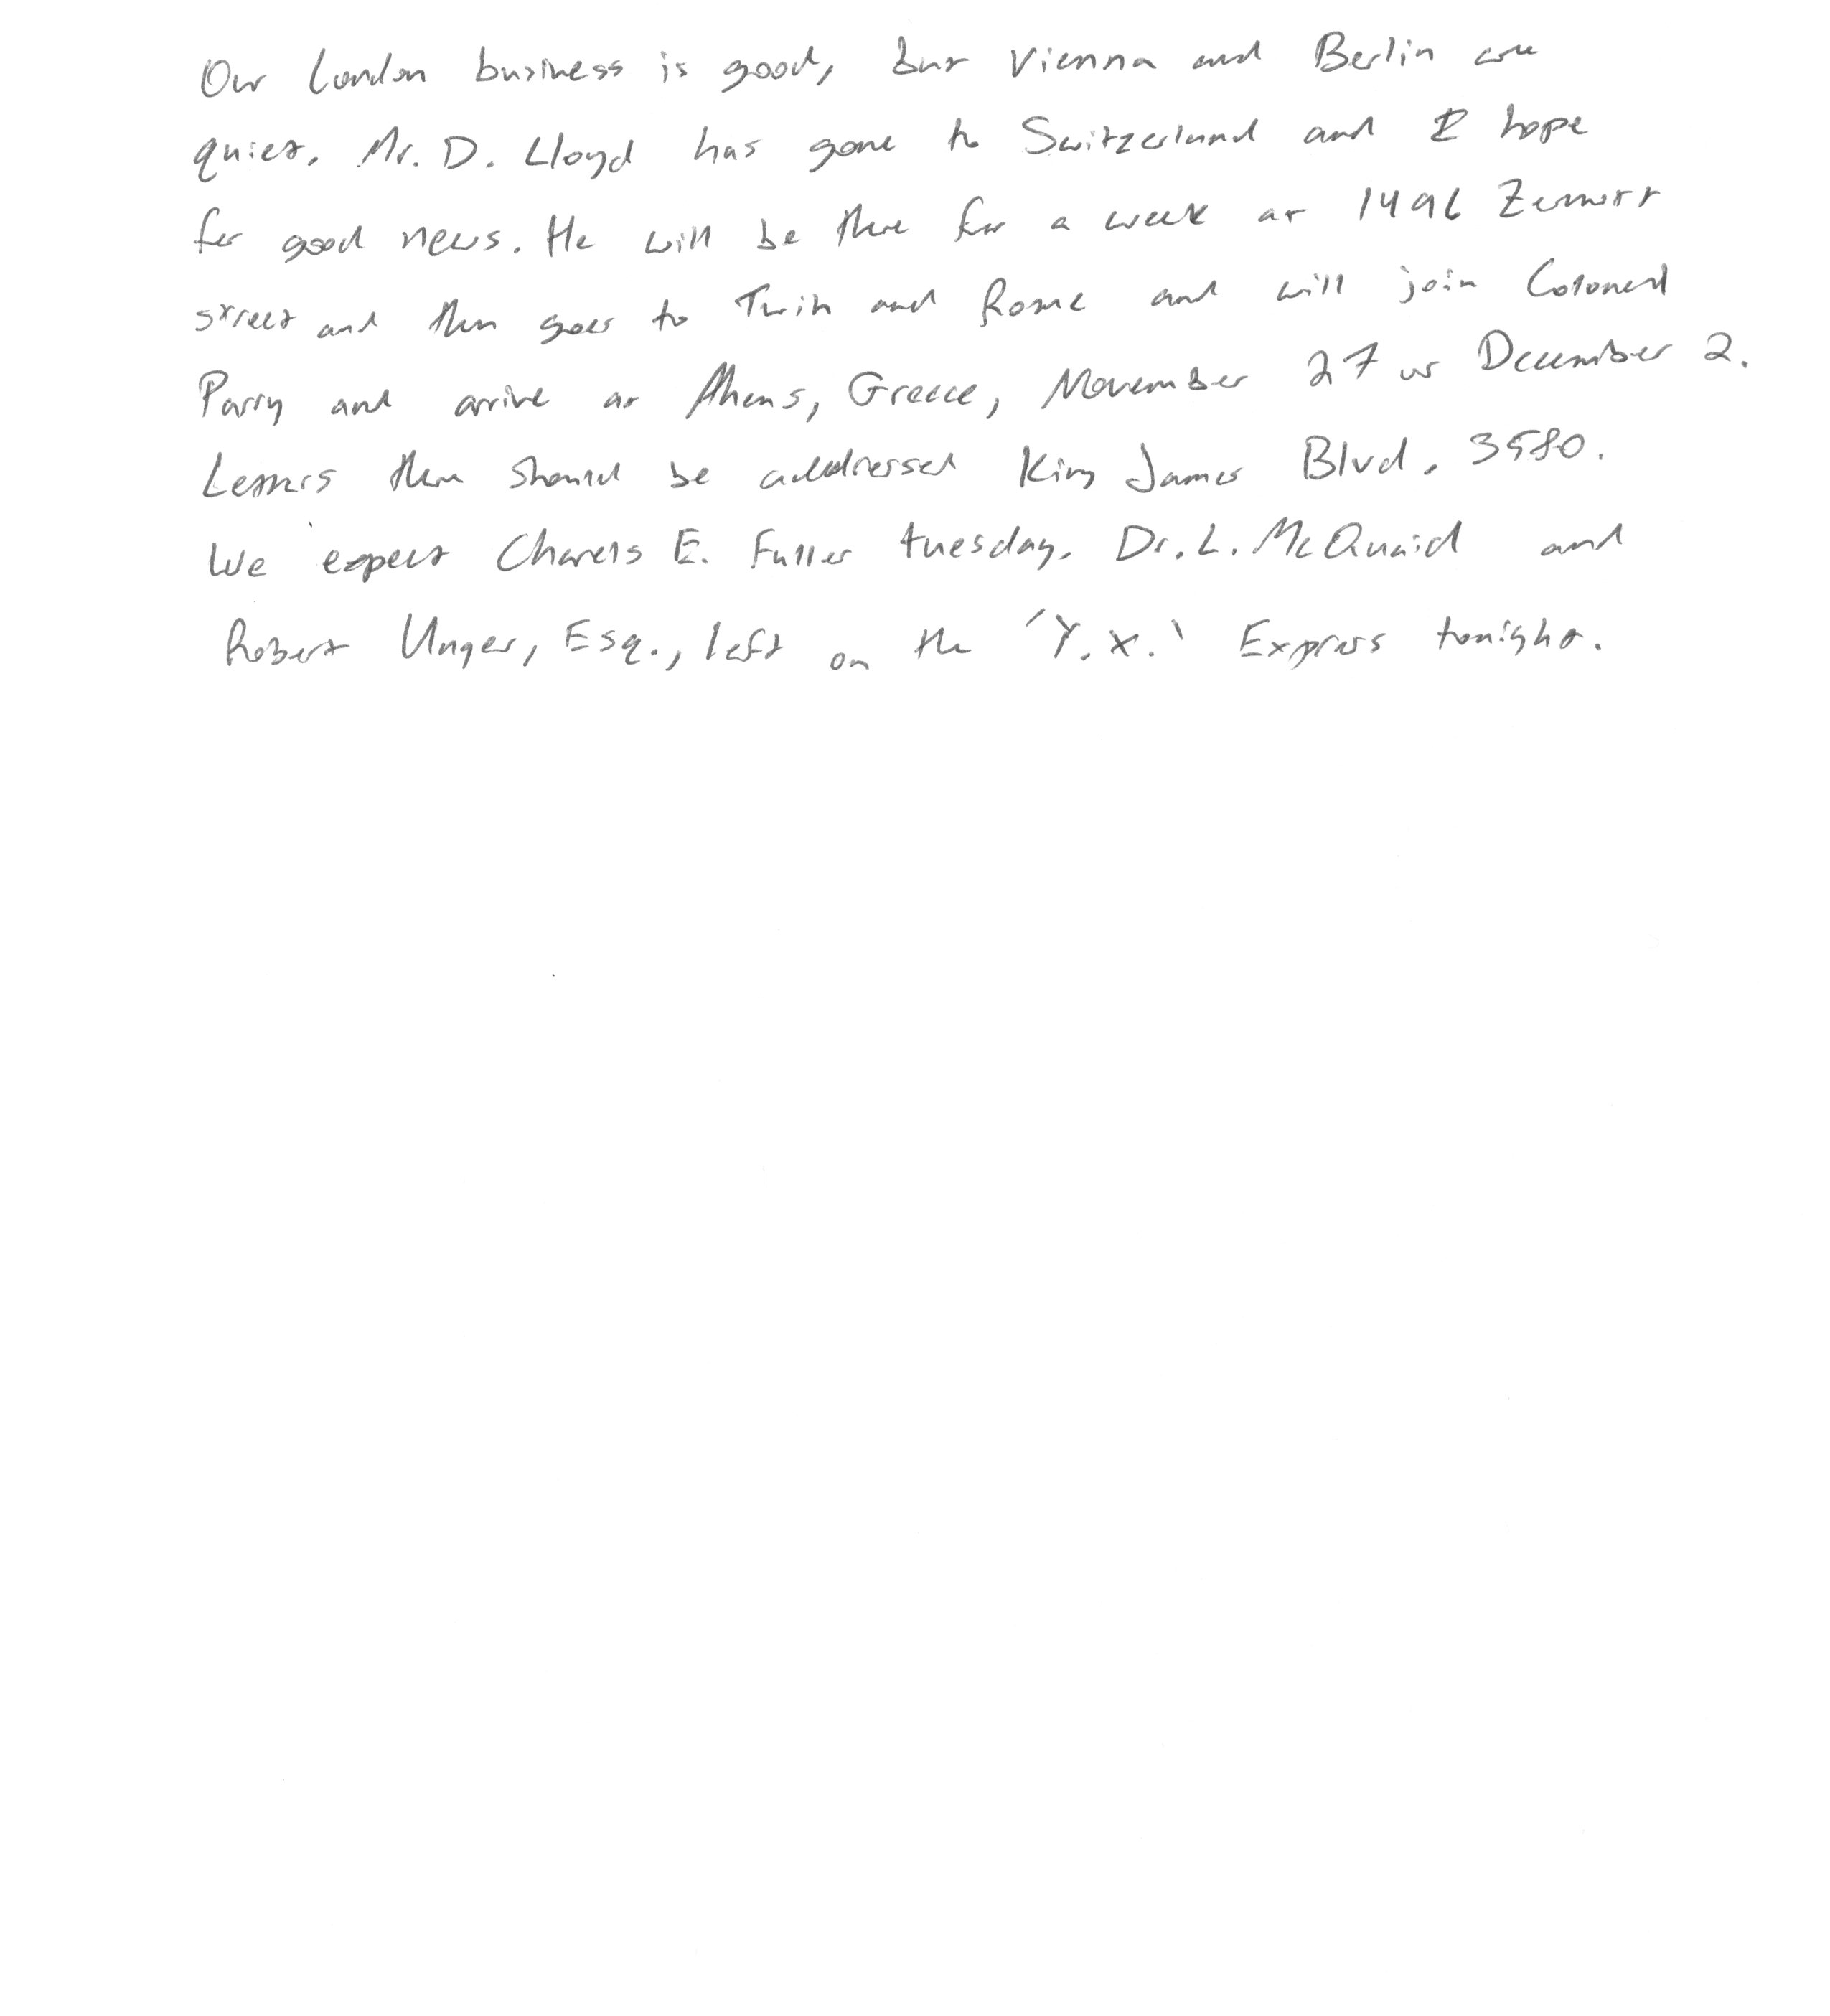 Our London business is good, but Vienna and Berlin are
quiet. Mr. D. Lloyd has gone to Switzerland and I hope
for good news. He will be there for a week at 1496 Zermott
street and then goes to Turin and Rome and will join Colonel
Parry and arrive at Athens, Greece, November 27 or December 2.
Letters there should be addressed King James Blvd. 3580.
We expect Charels E. Fuller tuesday. Dr. L. McQuaid and
Robert Unger, Esq., left on the 'Y.X.' Express tonight.